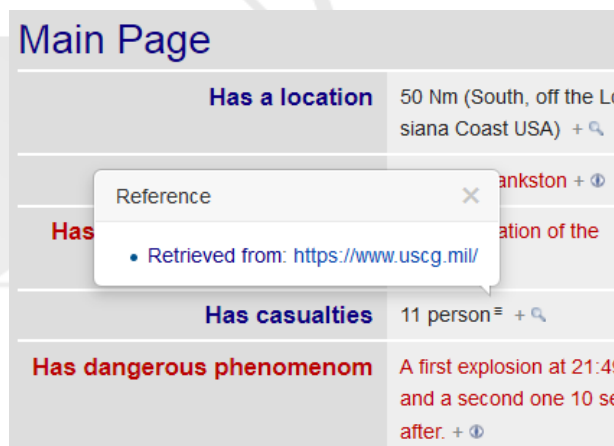 Main Page
Has a location
50 Nm (South, off the Lo
siana Coast USA) +
ankston +
Reference ×
Has
ation of the
• Retrieved from: https://www.uscg.mil/
Has casualties
11 person≡ +
Has dangerous phenomenom
A first explosion at 21:49
and a second one 10 se
after. +